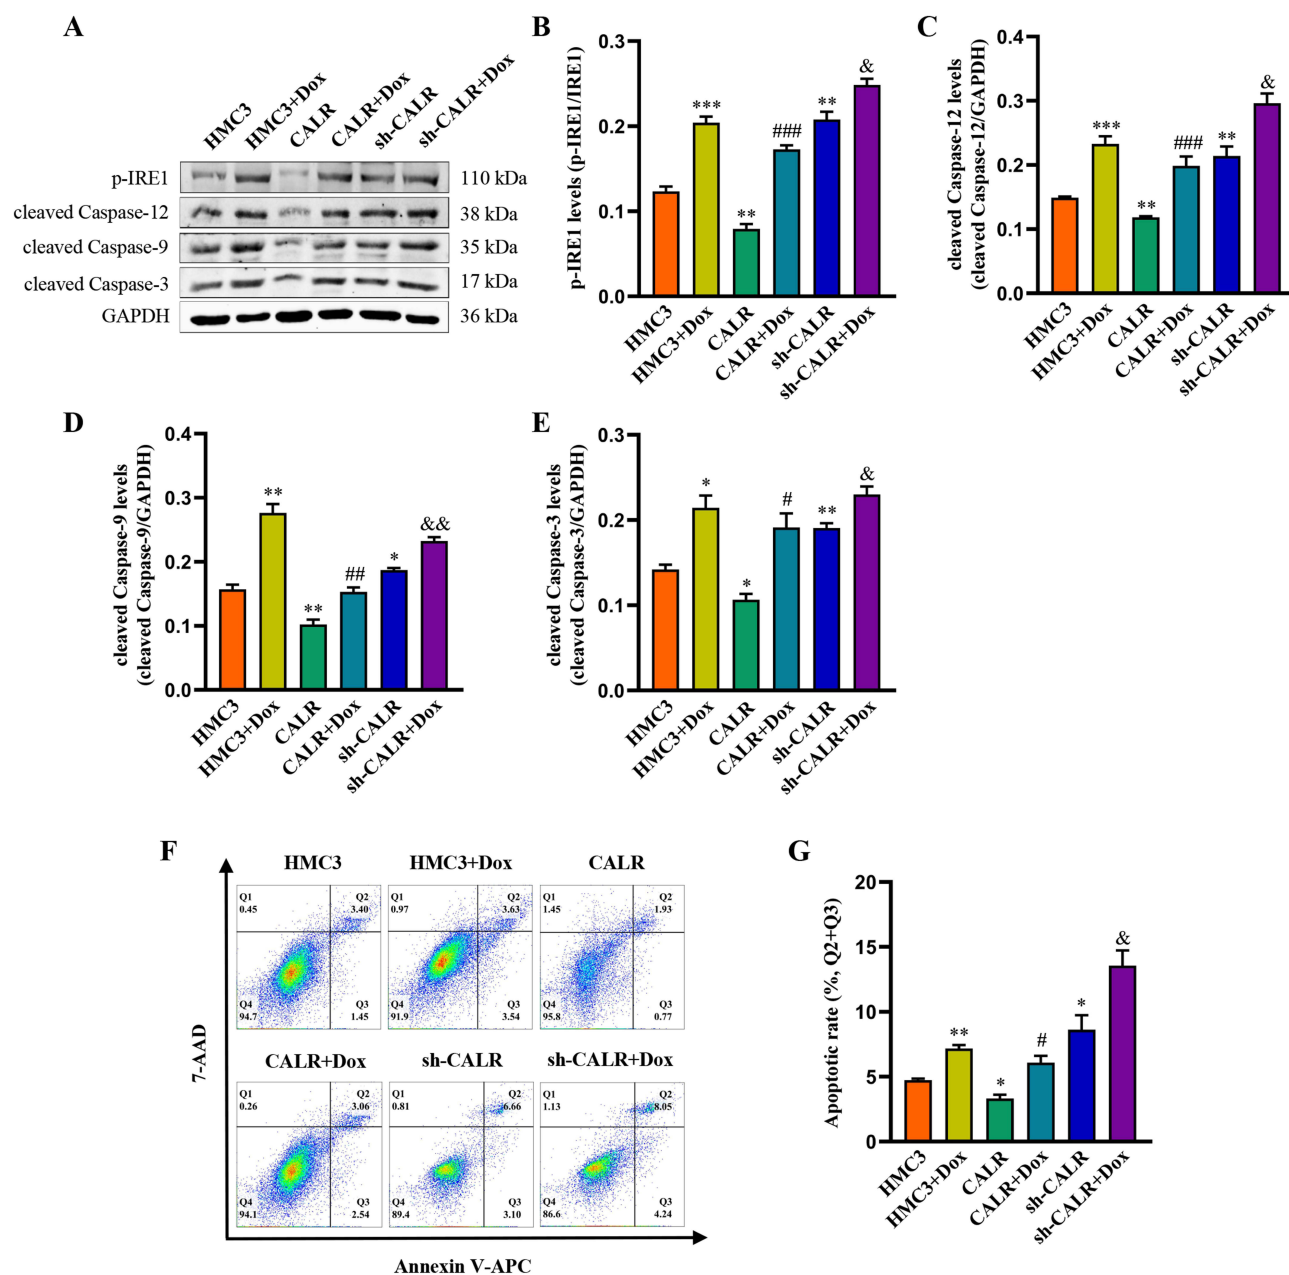 A
HMC3
HMC3+Dox
CALR
CALR+Dox
sh-CALR
sh-CALR+Dox
p-IRE1
110 kDa
cleaved Caspase-12
38 kDa
cleaved Caspase-9
35 kDa
cleaved Caspase-3
17 kDa
GAPDH
36 kDa
B
p-IRE1 levels (p-IRE1/IRE1)
0.3
0.2
0.1
0.0
***
**
###
**
&
HMC3
HMC3+Dox
CALR
CALR+Dox
sh-CALR
sh-CALR+Dox
C
cleaved Caspase-12 levels
(cleaved Caspase-12/GAPDH)
0.4
0.3
0.2
0.1
0.0
***
**
###
**
&
HMC3
HMC3+Dox
CALR
CALR+Dox
sh-CALR
sh-CALR+Dox
D
cleaved Caspase-9 levels
(cleaved Caspase-9/GAPDH)
0.4
0.3
0.2
0.1
0.0
**
**
##
*
&&
HMC3
HMC3+Dox
CALR
CALR+Dox
sh-CALR
sh-CALR+Dox
E
cleaved Caspase-3 levels
(cleaved Caspase-3/GAPDH)
0.3
0.2
0.1
0.0
*
*
#
**
&
HMC3
HMC3+Dox
CALR
CALR+Dox
sh-CALR
sh-CALR+Dox
F
7-AAD
Annexin V-APC
HMC3
Q1
0.45
Q2
3.40
Q4
94.7
Q3
1.45
HMC3+Dox
Q1
0.97
Q2
3.63
Q4
91.9
Q3
3.54
CALR
Q1
1.45
Q2
1.93
Q4
95.8
Q3
0.77
CALR+Dox
Q1
0.26
Q2
3.06
Q4
94.1
Q3
2.54
sh-CALR
Q1
0.81
Q2
6.66
Q4
89.4
Q3
3.10
sh-CALR+Dox
Q1
1.13
Q2
8.05
Q4
86.6
Q3
4.24
G
Apoptotic rate (%, Q2+Q3)
20
15
10
5
0
**
*
#
*
&
HMC3
HMC3+Dox
CALR
CALR+Dox
sh-CALR
sh-CALR+Dox